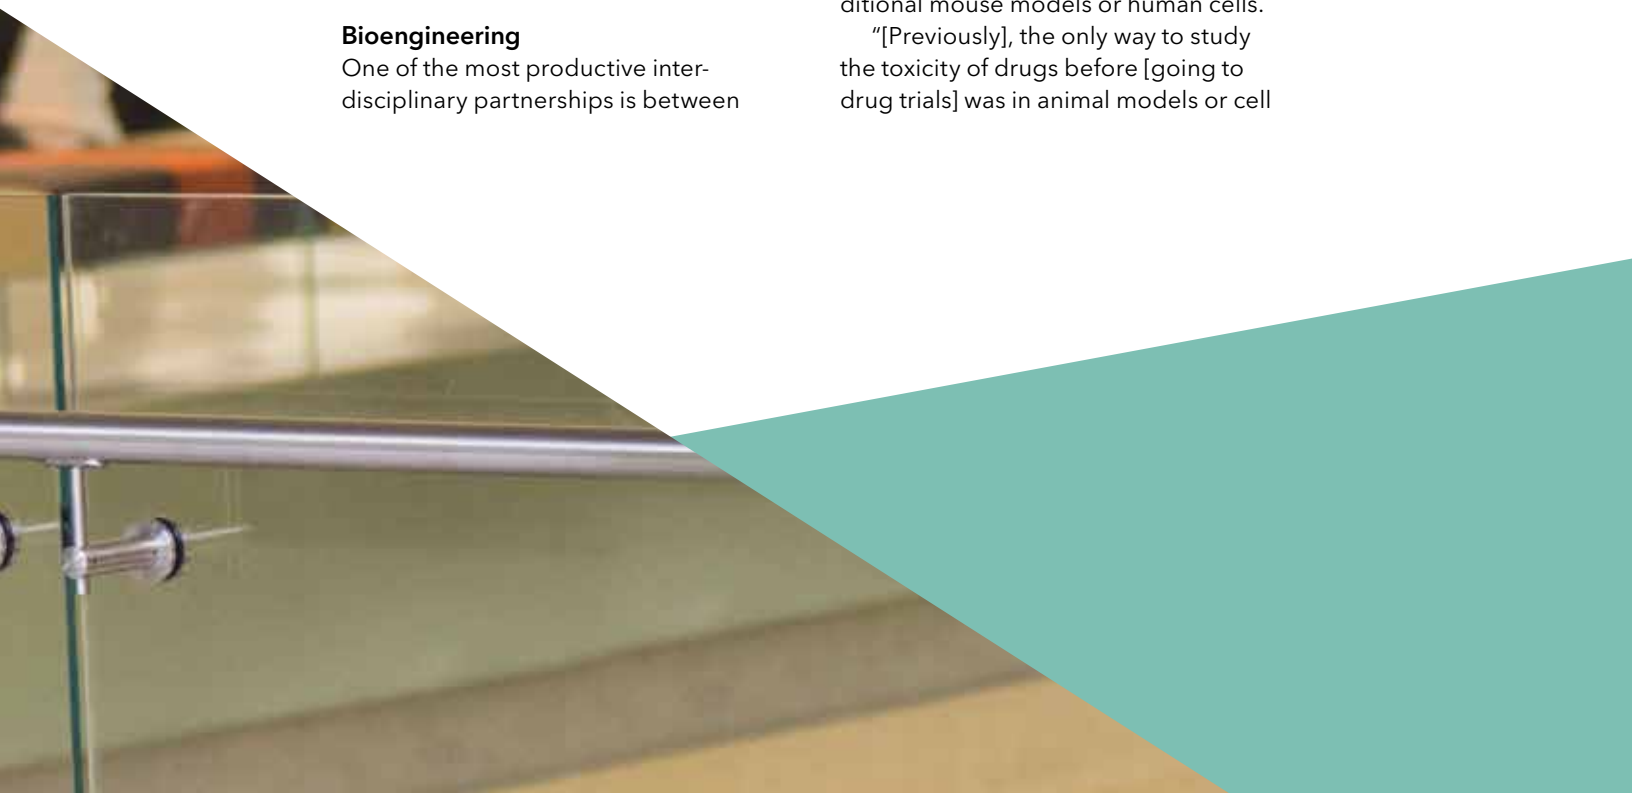 Bioengineering
One of the most productive inter-
disciplinary partnerships is between
ditional mouse models or human cells.
“[Previously], the only way to study
the toxicity of drugs before [going to
drug trials] was in animal models or cell